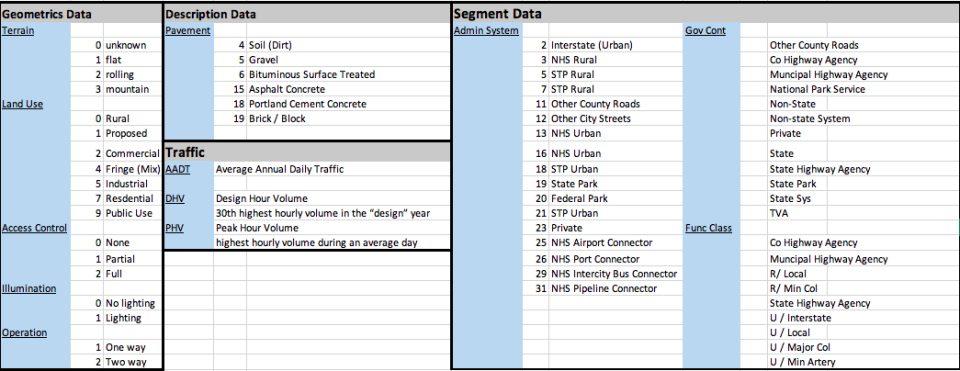 Geometrics Data
Terrain
0 unknown
1 flat
2 rolling
3 mountain
Land Use
0 Rural
1 Proposed
2 Commercial
4 Fringe (Mix)
5 Industrial
7 Resdential
9 Public Use
Access Control
0 None
1 Partial
2 Full
Illumination
0 No lighting
1 Lighting
Operation
1 One way
2 Two way
Description Data
Pavement
4 Soil (Dirt)
5 Gravel
6 Bituminous Surface Treated
15 Asphalt Concrete
18 Portland Cement Concrete
19 Brick / Block
Traffic
AADT Average Annual Daily Traffic
DHV Design Hour Volume
30th highest hourly volume in the “design” year
PHV Peak Hour Volume
highest hourly volume during an average day
Segment Data
Admin System
2 Interstate (Urban)
3 NHS Rural
5 STP Rural
7 STP Rural
11 Other County Roads
12 Other City Streets
13 NHS Urban
16 NHS Urban
18 STP Urban
19 State Park
20 Federal Park
21 STP Urban
23 Private
25 NHS Airport Connector
26 NHS Port Connector
29 NHS Intercity Bus Connector
31 NHS Pipeline Connector
Gov Cont
Other County Roads
Co Highway Agency
Muncipal Highway Agency
National Park Service
Non-State
Non-state System
Private
State
State Highway Agency
State Park
State Sys
TVA
Func Class
Co Highway Agency
Muncipal Highway Agency
R/ Local
R/ Min Col
State Highway Agency
U / Interstate
U / Local
U / Major Col
U / Min Artery